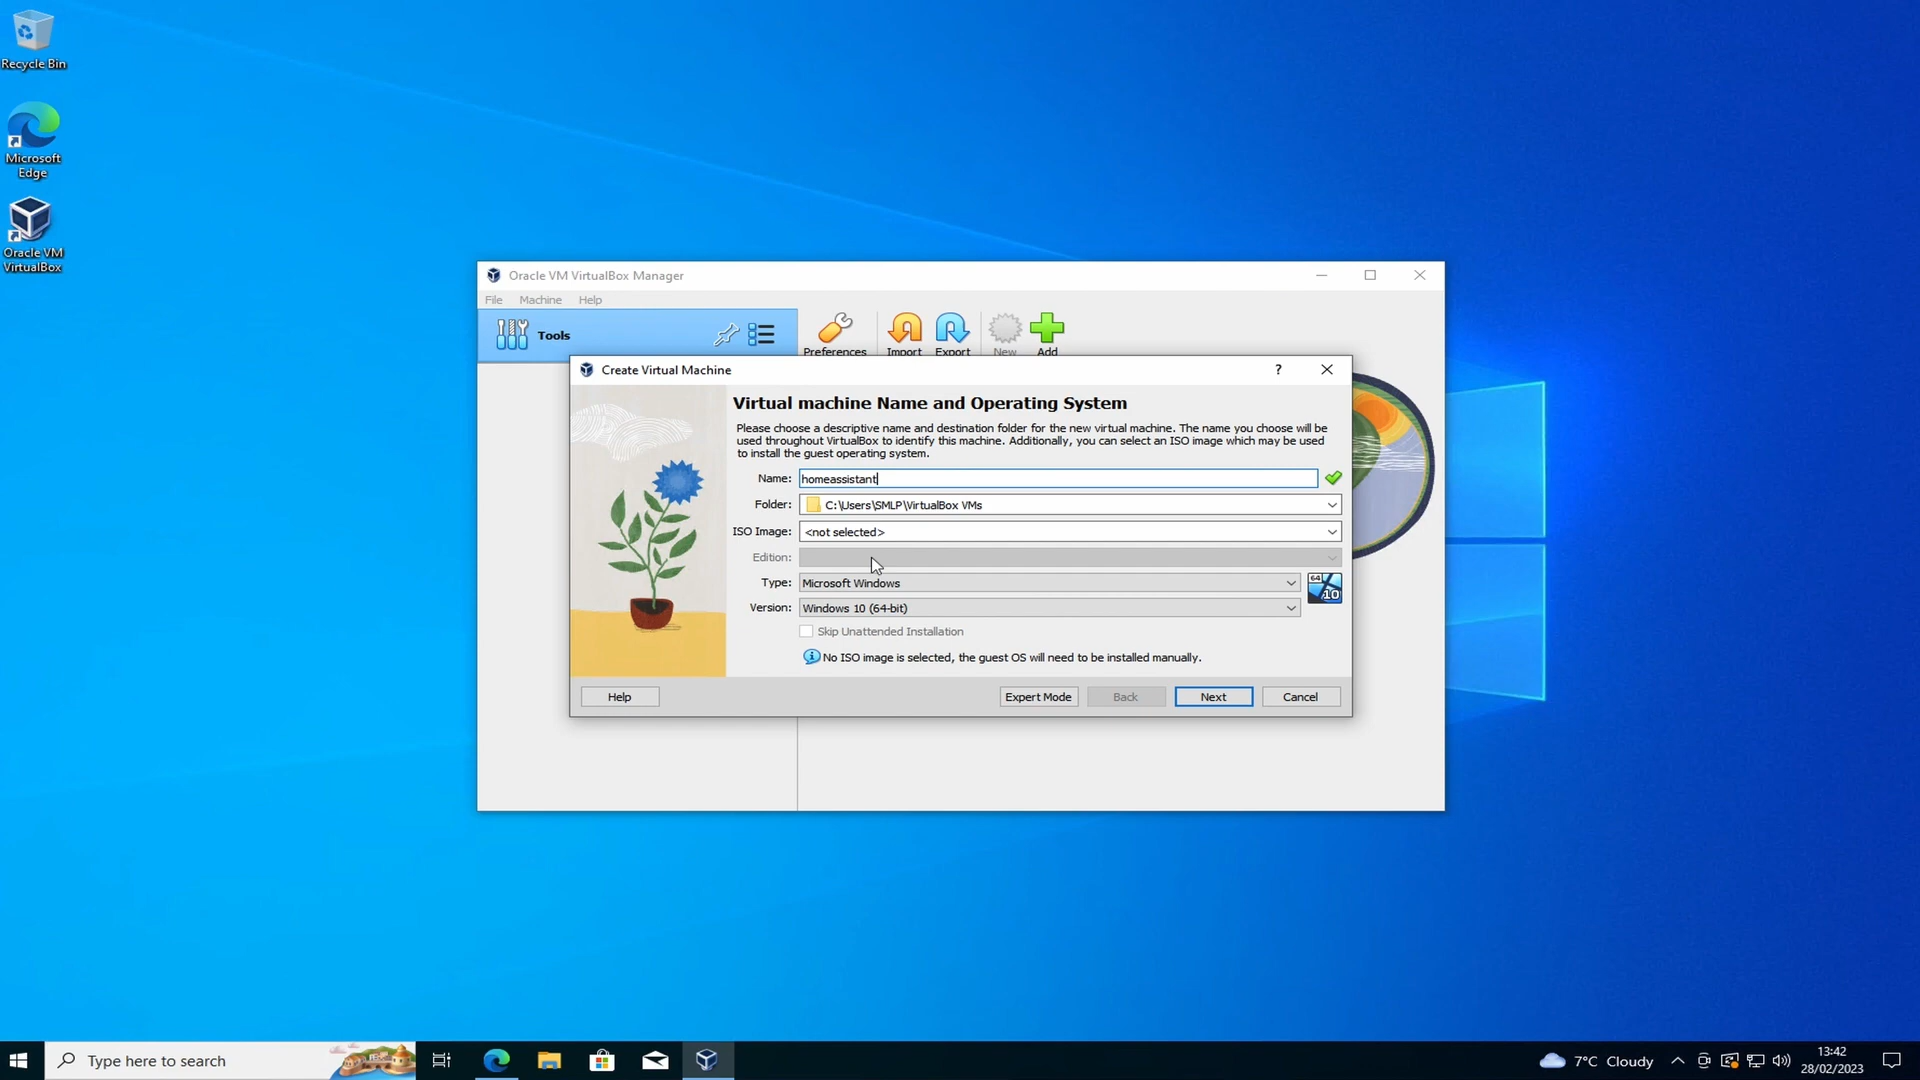 Recycle Bin
Microsoft
Edge
Oracle VM
VirtualBox
Oracle VM VirtualBox Manager
File Machine Help
Tools
Preferences Import Export New Add
Create Virtual Machine
?
Virtual machine Name and Operating System
Please choose a descriptive name and destination folder for the new virtual machine. The name you choose will be
used throughout VirtualBox to identify this machine. Additionally, you can select an ISO image which may be used
to install the guest operating system.
Name: homeassistant
Folder: C:\Users\SMLP\VirtualBox VMs
ISO Image: <not selected>
Edition:
Type: Microsoft Windows
64
10
Version: Windows 10 (64-bit)
Skip Unattended Installation
No ISO image is selected, the guest OS will need to be installed manually.
Help Expert Mode Back Next Cancel
Type here to search
7°C Cloudy
13:42
28/02/2023